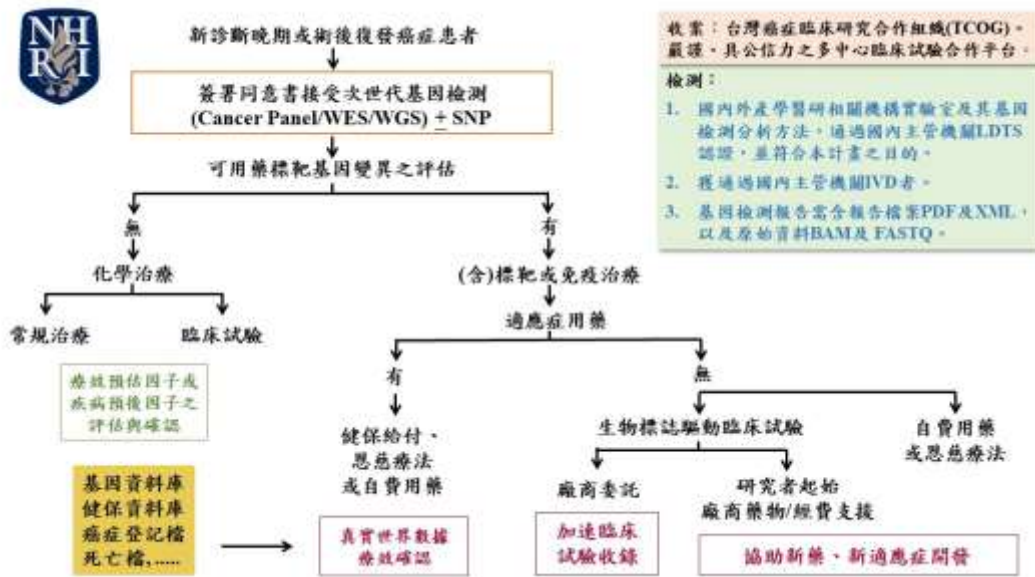 NHRI
新診斷晚期或術後復發癌症患者
簽署同意書接受次世代基因檢測
(Cancer Panel/WES/WGS) ± SNP
可用藥標靶基因變異之評估
收案：台灣癌症臨床研究合作組織(TCOG)。
嚴謹、具公信力之多中心臨床試驗合作平台。
檢測：
1. 國內外產學醫研相關機構實驗室及其基因
檢測分析方法，通過國內主管機關LDTS
認證，並符合本計畫之目的。
2. 獲通過國內主管機關IVD者。
3. 基因檢測報告需含報告檔案PDF及XML，
以及原始資料BAM及 FASTQ。
無
有
化學治療
(含)標靶或免疫治療
常規治療
臨床試驗
適應症用藥
療效預估因子或
疾病預後因子之
評估與確認
有
無
健保給付、
恩慈療法
或自費用藥
生物標誌驅動臨床試驗
自費用藥
或恩慈療法
廠商委託
研究者起始
廠商藥物/經費支援
基因資料庫
健保資料庫
癌症登記檔
死亡檔,.....
真實世界數據
療效確認
加速臨床
試驗收錄
協助新藥、新適應症開發